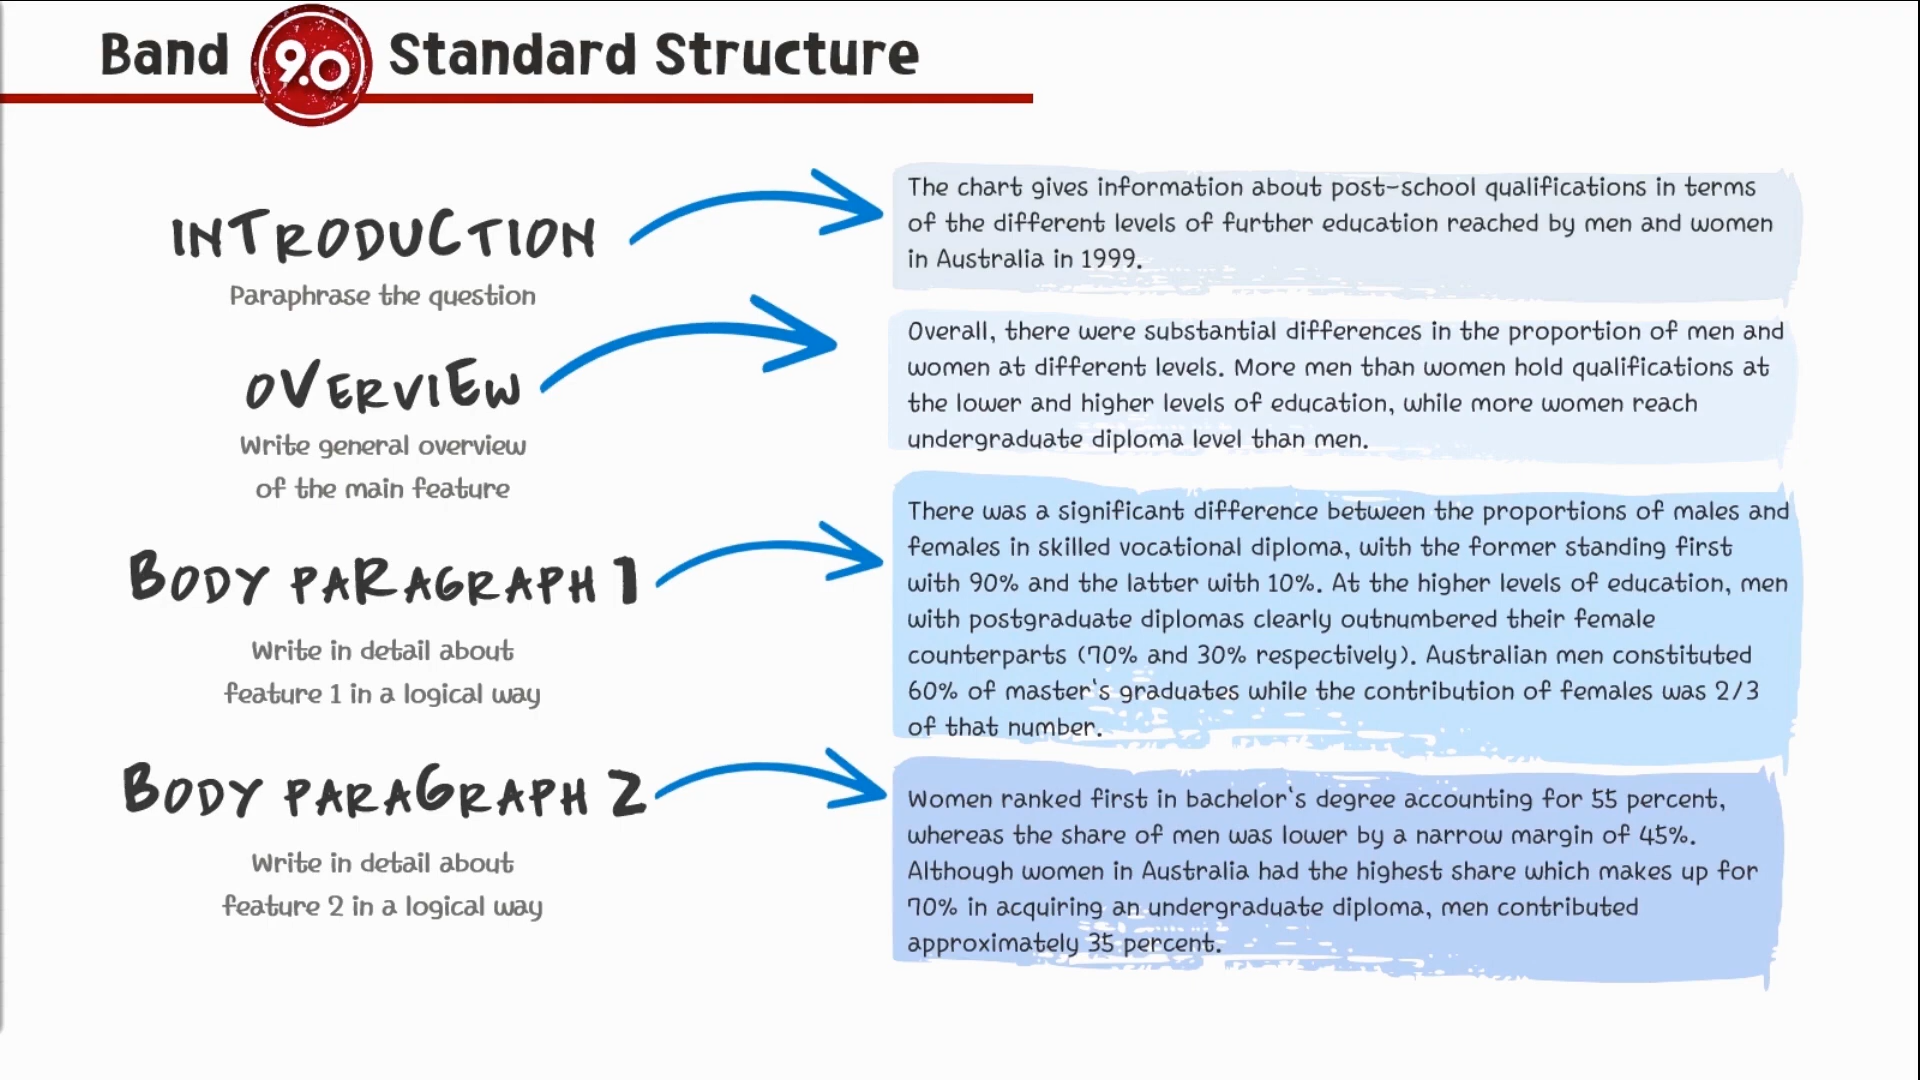 Band 9.0 Standard Structure
INTRODUCTION
Paraphrase the question
The chart gives information about post-school qualifications in terms
of the different levels of further education reached by men and women
in Australia in 1999.
OVERVIEW
Write general overview
of the main feature
Overall, there were substantial differences in the proportion of men and
women at different levels. More men than women hold qualifications at
the lower and higher levels of education, while more women reach
undergraduate diploma level than men.
BODY PARAGRAPH 1
Write in detail about
feature 1 in a logical way
There was a significant difference between the proportions of males and
females in skilled vocational diploma, with the former standing first
with 90% and the latter with 10%. At the higher levels of education, men
with postgraduate diplomas clearly outnumbered their female
counterparts (70% and 30% respectively). Australian men constituted
60% of master's graduates while the contribution of females was 2/3
of that number.
BODY PARAGRAPH 2
Write in detail about
feature 2 in a logical way
Women ranked first in bachelor's degree accounting for 55 percent,
whereas the share of men was lower by a narrow margin of 45%.
Although women in Australia had the highest share which makes up for
70% in acquiring an undergraduate diploma, men contributed
approximately 35 percent.